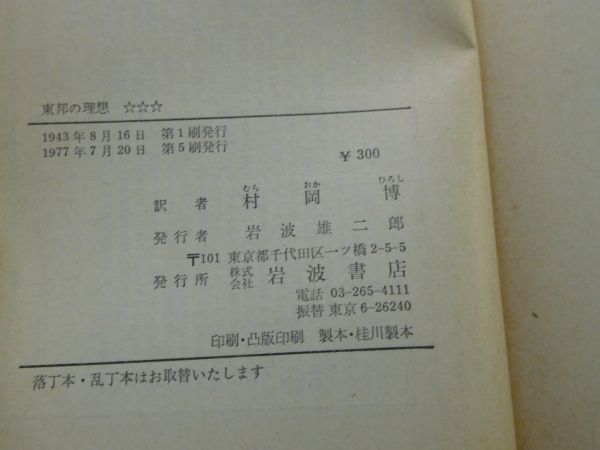 東邦の理想 ☆☆☆
1943年8月16日 第1刷発行
1977年7月20日 第5刷発行
¥300
むら おか ひろし
訳者 村岡博
発行者 岩波雄二郎
〒101 東京都千代田区一ツ橋2-5-5
発行所 株式会社 岩波書店
電話 03-265-4111
振替 東京 6-26240
印刷・凸版印刷 製本・桂川製本
落丁本・乱丁本はお取替いたします